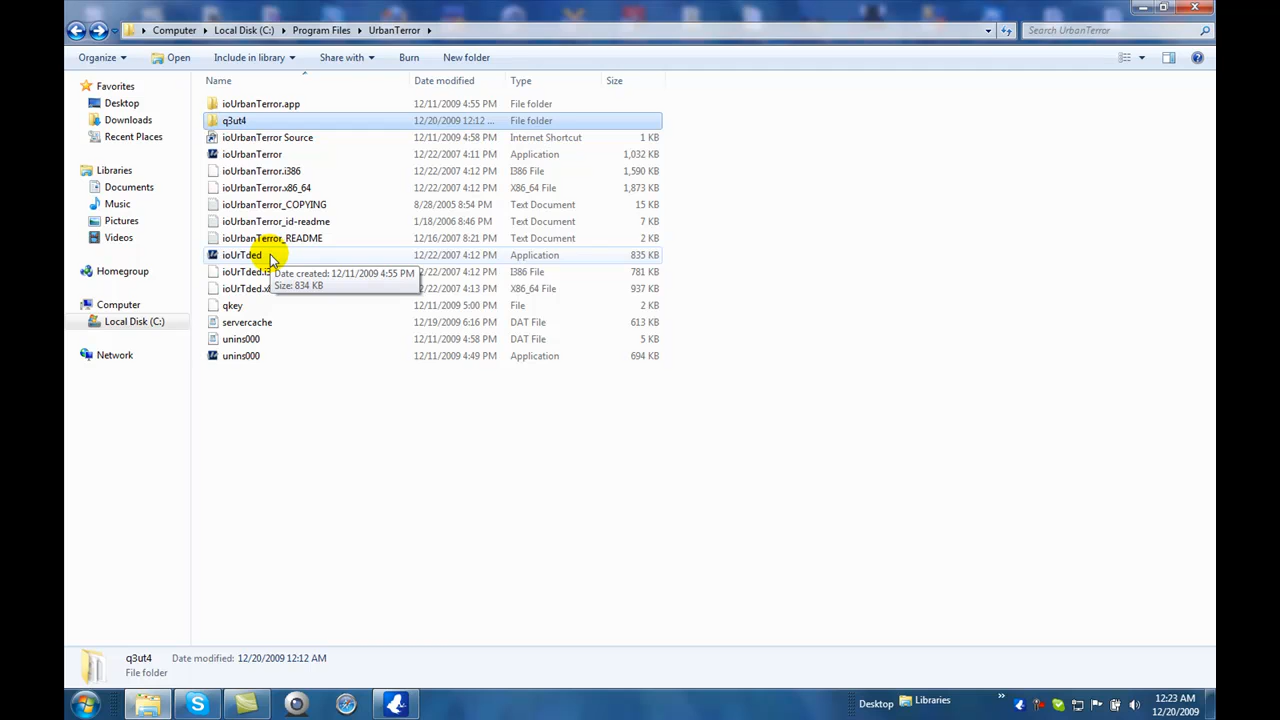 Computer Local Disk (C:) Program Files UrbanTerror Search UrbanTerror
Organize Open Include in library Share with Burn New folder
Name Date modified Type Size
Favorites
Desktop
Downloads
Recent Places
Libraries
Documents
Music
Pictures
Videos
Homegroup
Computer
Local Disk (C:)
Network
ioUrbanTerror.app 12/11/2009 4:55 PM File folder
q3ut4 12/20/2009 12:12 ... File folder
ioUrbanTerror Source 12/11/2009 4:58 PM Internet Shortcut 1 KB
ioUrbanTerror 12/22/2007 4:11 PM Application 1,032 KB
ioUrbanTerror.i386 12/22/2007 4:12 PM I386 File 1,590 KB
ioUrbanTerror.x86_64 12/22/2007 4:12 PM X86_64 File 1,873 KB
ioUrbanTerror_COPYING 8/28/2005 8:54 PM Text Document 15 KB
ioUrbanTerror_id-readme 1/18/2006 8:46 PM Text Document 7 KB
ioUrbanTerror_README 12/16/2007 8:21 PM Text Document 2 KB
ioUrTded 12/22/2007 4:12 PM Application 835 KB
ioUrTded.i3 2/22/2007 4:12 PM I386 File 781 KB
ioUrTded.x8 2/22/2007 4:13 PM X86_64 File 937 KB
Date created: 12/11/2009 4:55 PM
Size: 834 KB
qkey 12/11/2009 5:00 PM File 2 KB
servercache 12/19/2009 6:16 PM DAT File 613 KB
unins000 12/11/2009 4:58 PM DAT File 5 KB
unins000 12/11/2009 4:49 PM Application 694 KB
q3ut4 Date modified: 12/20/2009 12:12 AM
File folder
Desktop Libraries » 12:23 AM
12/20/2009